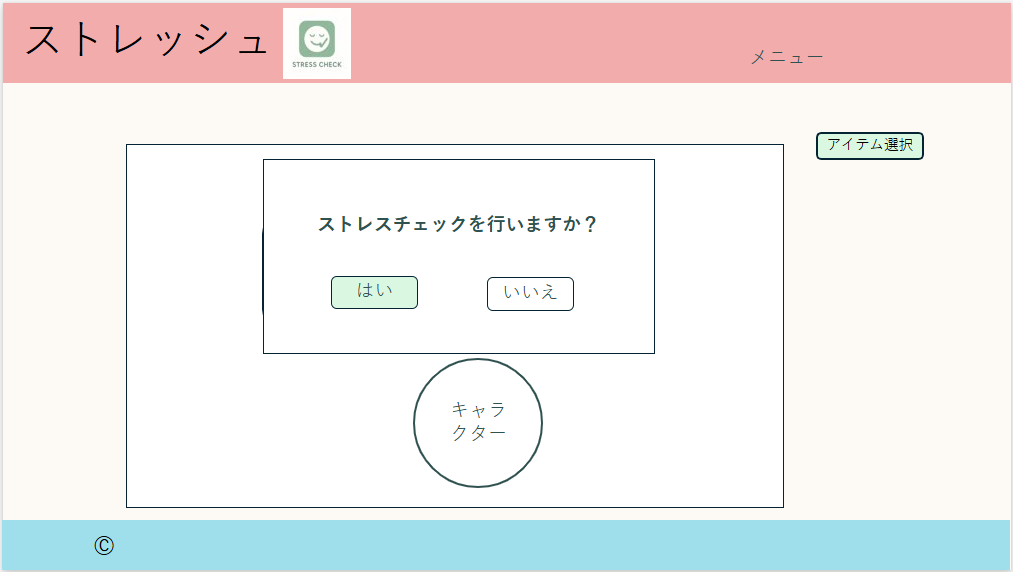 ストレッシュ
STRESS CHECK
メニュー
アイテム選択
ストレスチェックを行いますか？
はい
いいえ
キャラ
クター
©